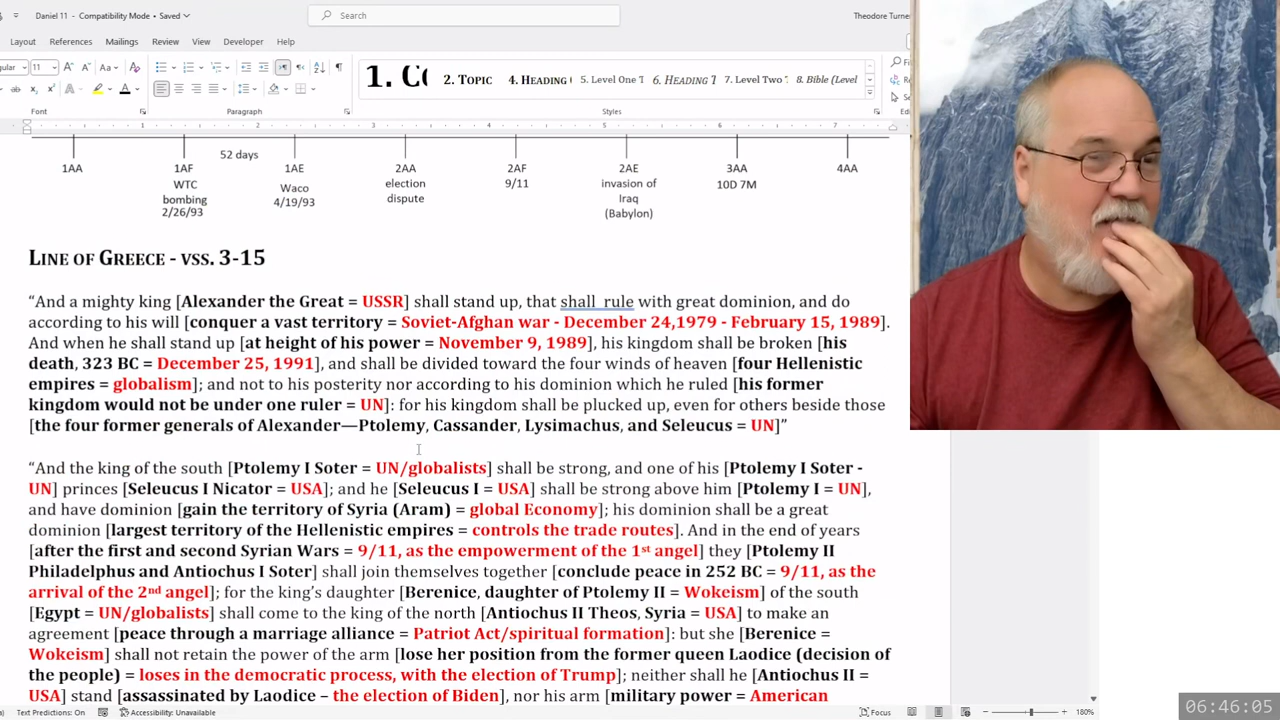 Daniel 11 - Compatibility Mode • Saved
Search
Theodore Turner
Layout References Mailings Review View Developer Help
11
Aa
1. Co 2. TOPIC 4. HEADING 5. Level One T 6. HEADING T 7. Level Two 8. Bible (Level
Font Paragraph Styles
1AA 1AF 52 days 1AE 2AA 2AF 2AE 3AA 4AA
WTC bombing 2/26/93
Waco 4/19/93
election dispute
9/11
invasion of Iraq (Babylon)
10D 7M
LINE OF GREECE - VSS. 3-15
“And a mighty king [Alexander the Great = USSR] shall stand up, that shall rule with great dominion, and do
according to his will [conquer a vast territory = Soviet-Afghan war - December 24,1979 - February 15, 1989].
And when he shall stand up [at height of his power = November 9, 1989], his kingdom shall be broken [his
death, 323 BC = December 25, 1991], and shall be divided toward the four winds of heaven [four Hellenistic
empires = globalism]; and not to his posterity nor according to his dominion which he ruled [his former
kingdom would not be under one ruler = UN]: for his kingdom shall be plucked up, even for others beside those
[the four former generals of Alexander—Ptolemy, Cassander, Lysimachus, and Seleucus = UN]”
“And the king of the south [Ptolemy I Soter = UN/globalists] shall be strong, and one of his [Ptolemy I Soter -
UN] princes [Seleucus I Nicator = USA]; and he [Seleucus I = USA] shall be strong above him [Ptolemy I = UN],
and have dominion [gain the territory of Syria (Aram) = global Economy]; his dominion shall be a great
dominion [largest territory of the Hellenistic empires = controls the trade routes]. And in the end of years
[after the first and second Syrian Wars = 9/11, as the empowerment of the 1st angel] they [Ptolemy II
Philadelphus and Antiochus I Soter] shall join themselves together [conclude peace in 252 BC = 9/11, as the
arrival of the 2nd angel]; for the king’s daughter [Berenice, daughter of Ptolemy II = Wokeism] of the south
[Egypt = UN/globalists] shall come to the king of the north [Antiochus II Theos, Syria = USA] to make an
agreement [peace through a marriage alliance = Patriot Act/spiritual formation]: but she [Berenice =
Wokeism] shall not retain the power of the arm [lose her position from the former queen Laodice (decision of
the people) = loses in the democratic process, with the election of Trump]; neither shall he [Antiochus II =
USA] stand [assassinated by Laodice – the election of Biden], nor his arm [military power = American
Text Predictions: On Accessibility: Unavailable Focus 180%
06:46:05